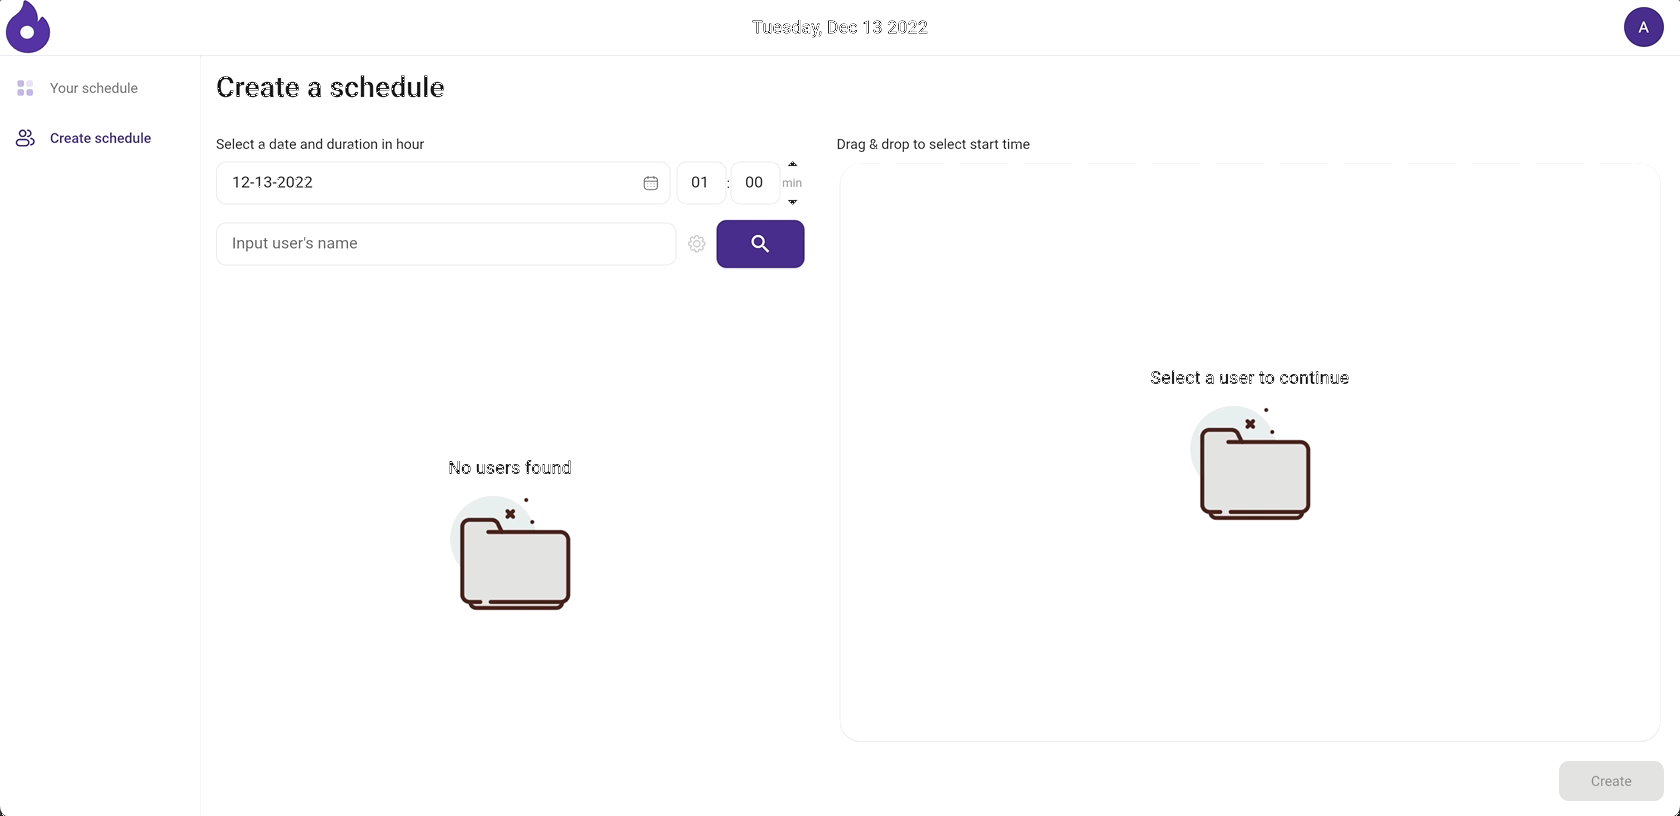 Tuesday, Dec 13 2022
A
Your schedule
Create schedule
Create a schedule
Select a date and duration in hour
12-13-2022
01 : 00 min
Input user's name
No users found
Drag & drop to select start time
Select a user to continue
Create